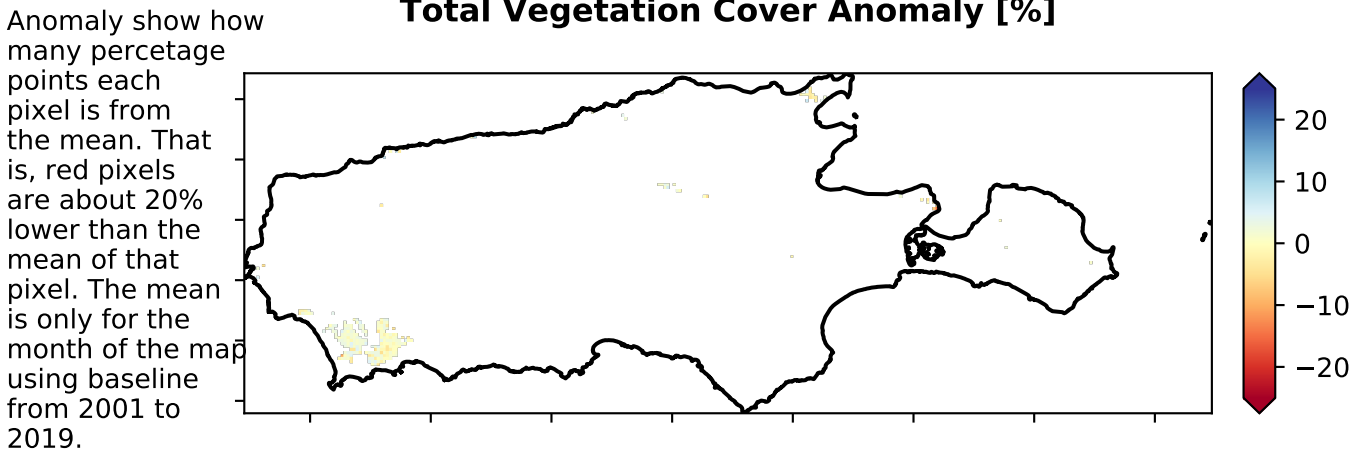 Total Vegetation Cover Anomaly [%]
Anomaly show how
many percetage
points each
pixel is from
the mean. That
is, red pixels
are about 20%
lower than the
mean of that
pixel. The mean
is only for the
month of the map
using baseline
from 2001 to
2019.
20
10
0
−10
−20